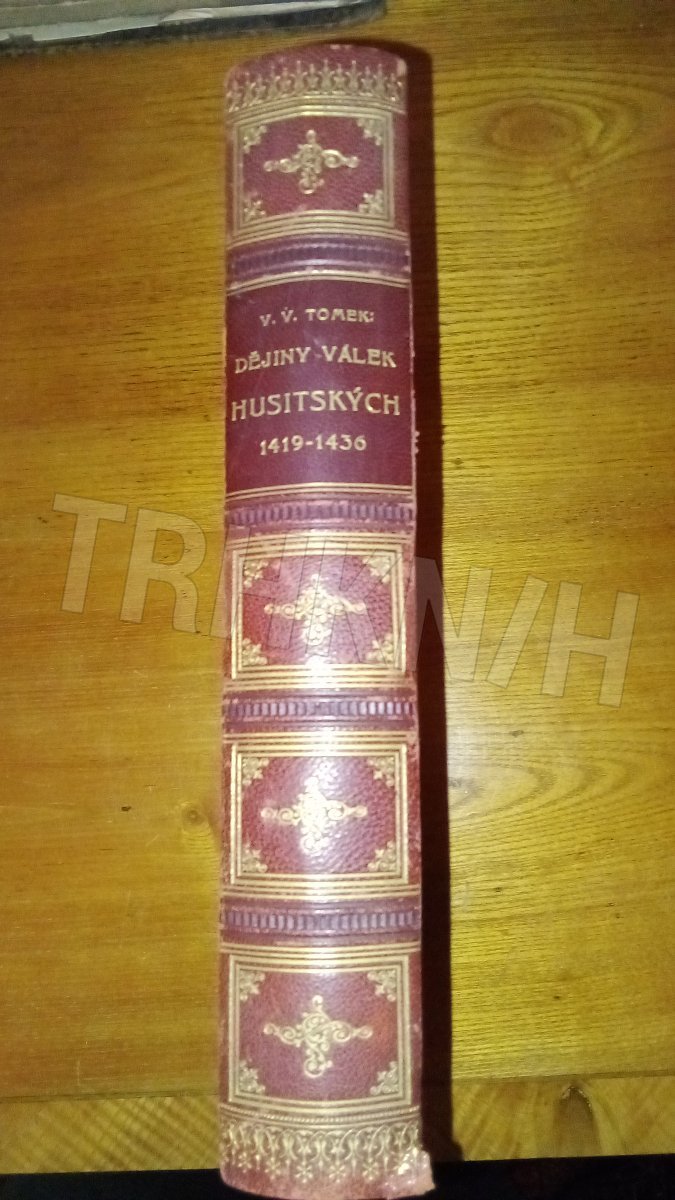 V. V. TOMEK:
DĚJINY VÁLEK
HUSITSKÝCH
1419-1436
TRHKNIH